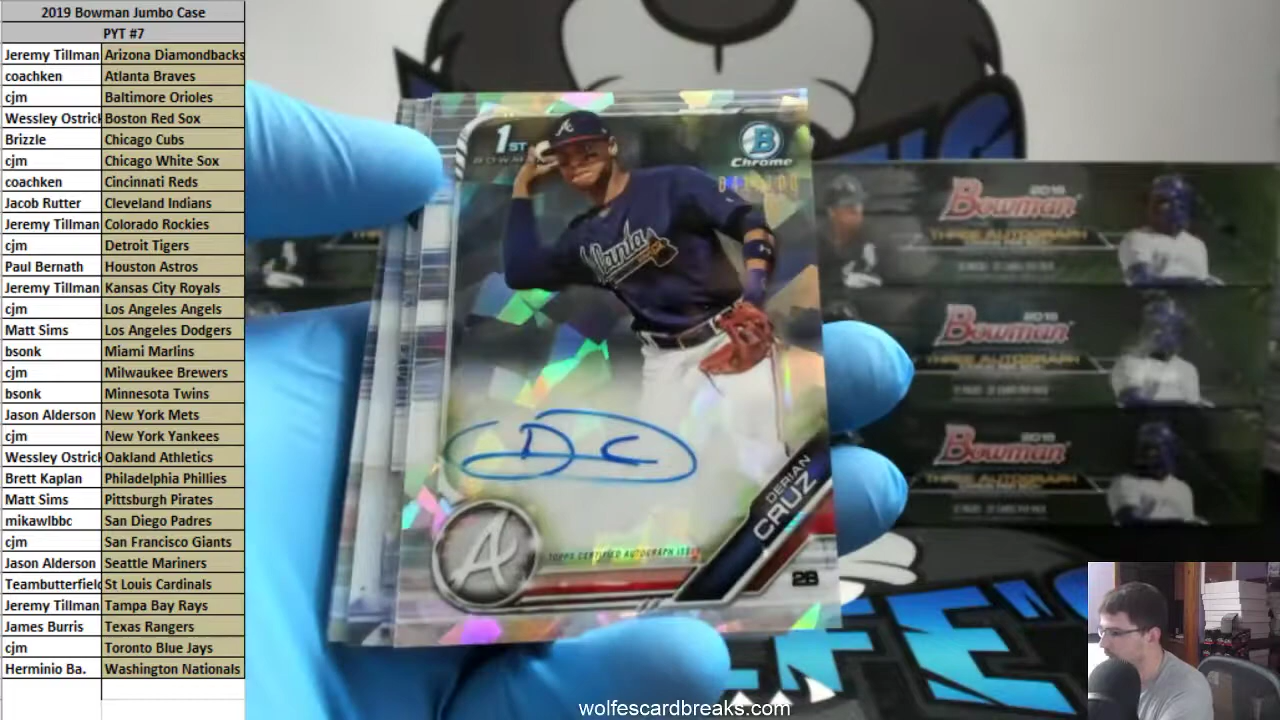 2019 Bowman Jumbo Case
PYT #7
Jeremy Tillman Arizona Diamondbacks
coachken Atlanta Braves
cjm Baltimore Orioles
Wessley Ostrick Boston Red Sox
Brizzle Chicago Cubs
cjm Chicago White Sox
coachken Cincinnati Reds
Jacob Rutter Cleveland Indians
Jeremy Tillman Colorado Rockies
cjm Detroit Tigers
Paul Bernath Houston Astros
Jeremy Tillman Kansas City Royals
cjm Los Angeles Angels
Matt Sims Los Angeles Dodgers
bsonk Miami Marlins
cjm Milwaukee Brewers
bsonk Minnesota Twins
Jason Alderson New York Mets
cjm New York Yankees
Wessley Ostrick Oakland Athletics
Brett Kaplan Philadelphia Phillies
Matt Sims Pittsburgh Pirates
mikawlbbc San Diego Padres
cjm San Francisco Giants
Jason Alderson Seattle Mariners
Teambutterfield St Louis Cardinals
Jeremy Tillman Tampa Bay Rays
James Burris Texas Rangers
cjm Toronto Blue Jays
Herminio Ba. Washington Nationals
1ST
BOWMAN
B
Chrome
A
Atlanta
DC
DERIAN
CRUZ
A
TOPPS CERTIFIED AUTOGRAPH ISSUE
2B
Bowman
Bowman
Bowman
wolfescardbreaks.com